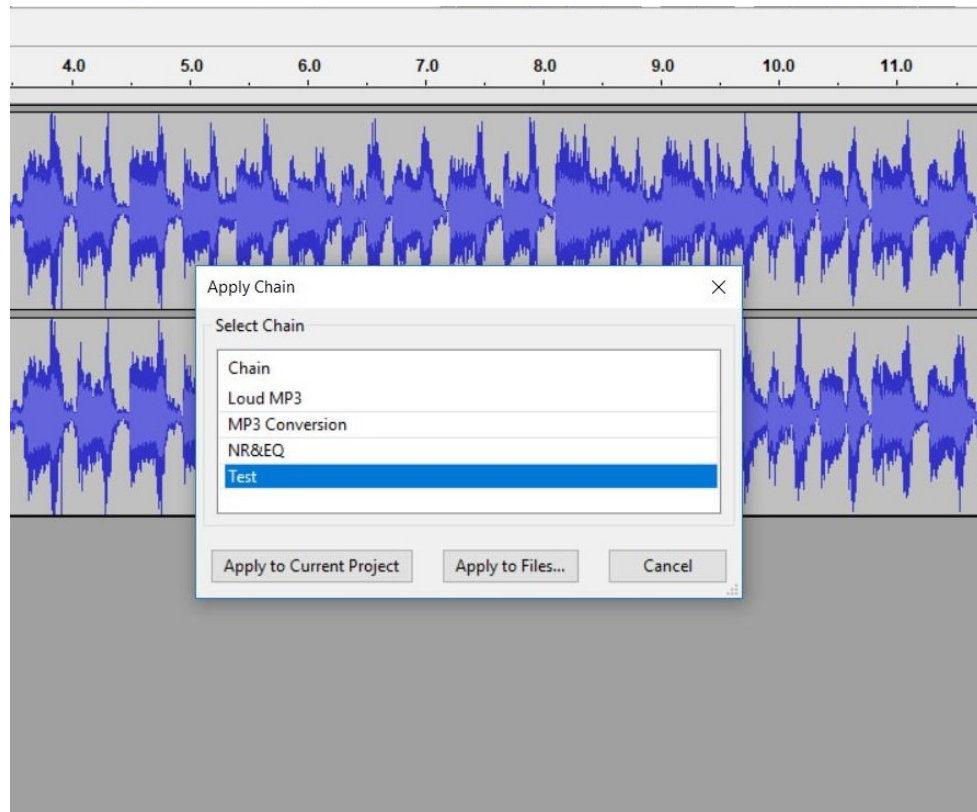 4.0 5.0 6.0 7.0 8.0 9.0 10.0 11.0
Apply Chain
Select Chain
Chain
Loud MP3
MP3 Conversion
NR&EQ
Test
Apply to Current Project Apply to Files... Cancel